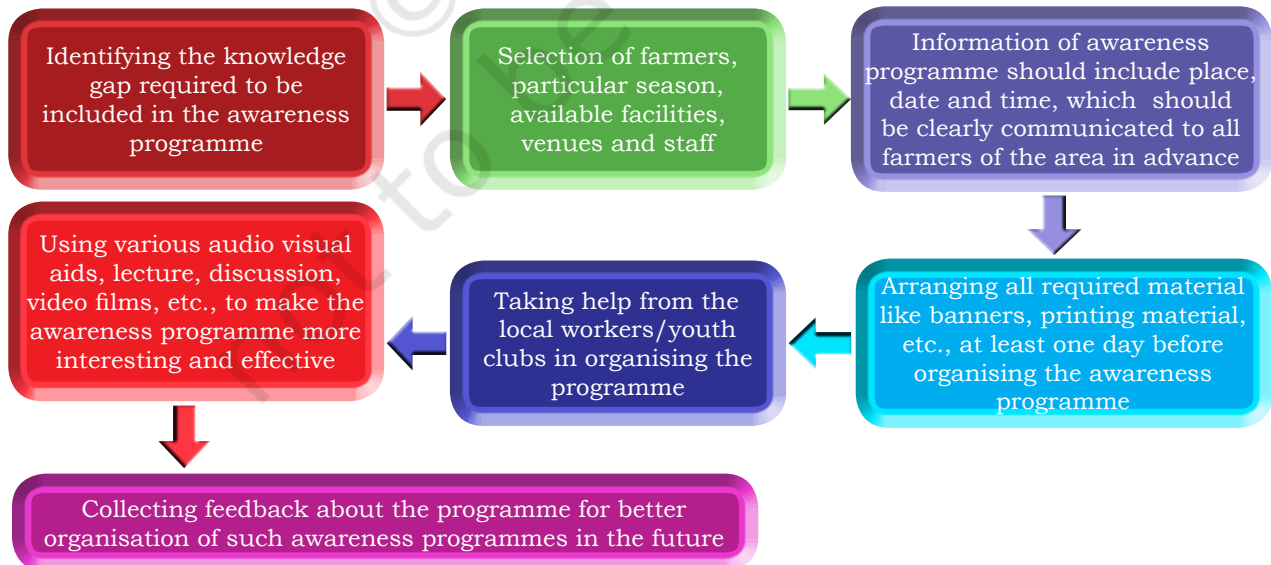 Identifying the knowledge
gap required to be
included in the awareness
programme
Selection of farmers,
particular season,
available facilities,
venues and staff
Information of awareness
programme should include place,
date and time, which should
be clearly communicated to all
farmers of the area in advance
Arranging all required material
like banners, printing material,
etc., at least one day before
organising the awareness
programme
Taking help from the
local workers/youth
clubs in organising the
programme
Using various audio visual
aids, lecture, discussion,
video films, etc., to make the
awareness programme more
interesting and effective
Collecting feedback about the programme for better
organisation of such awareness programmes in the future
©
not to be